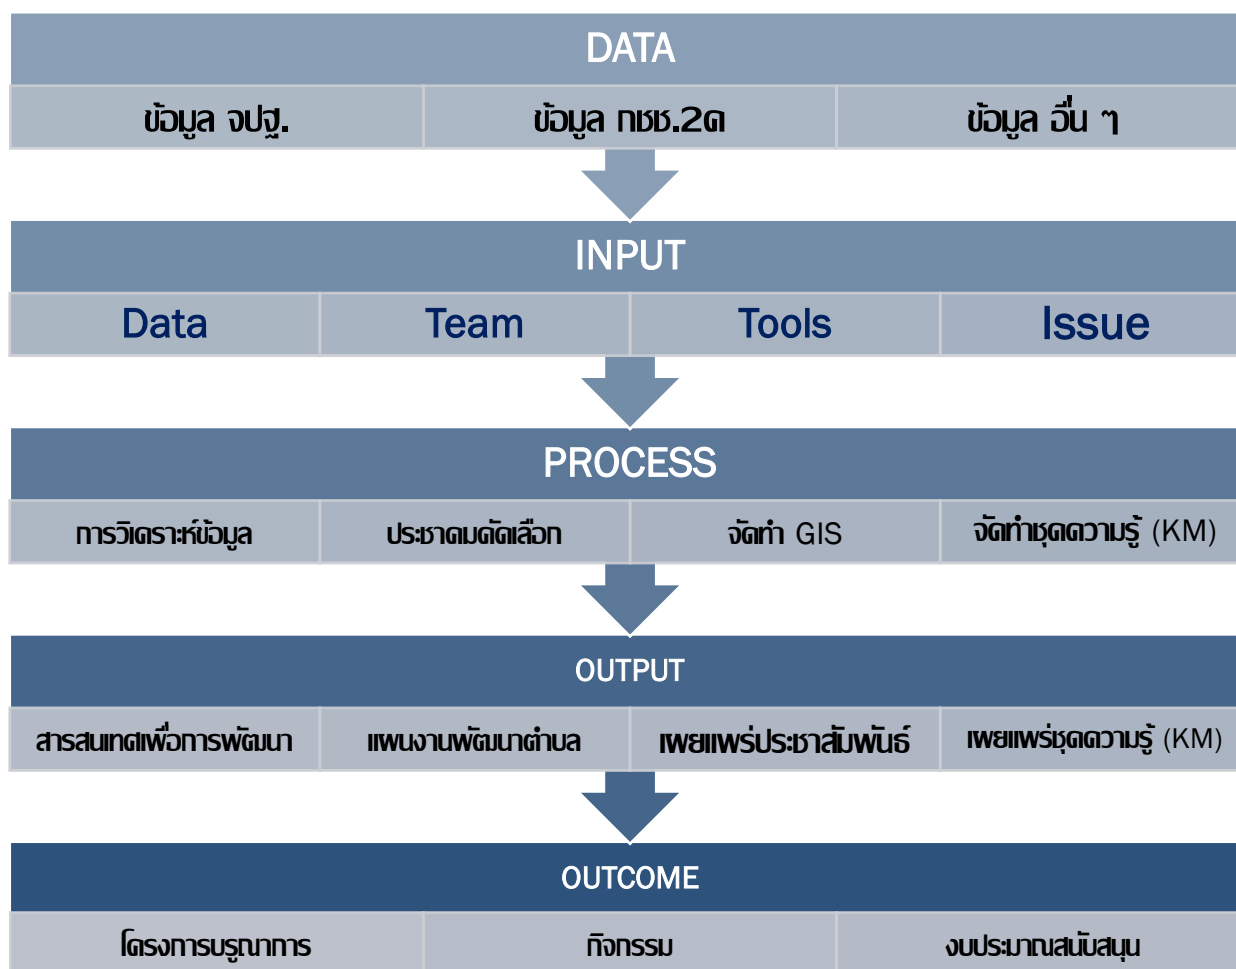 DATA
ข้อมูล จปฐ. ข้อมูล กชช.2ค ข้อมูล อื่น ๆ
INPUT
Data Team Tools Issue
PROCESS
การวิเคราะห์ข้อมูล ประชาคมคัดเลือก จัดทำ GIS จัดทำชุดความรู้ (KM)
OUTPUT
สารสนเทศเพื่อการพัฒนา แผนงานพัฒนาตำบล เผยแพร่ประชาสัมพันธ์ เผยแพร่ชุดความรู้ (KM)
OUTCOME
โครงการบรูณาการ กิจกรรม งบประมาณสนับสนุน